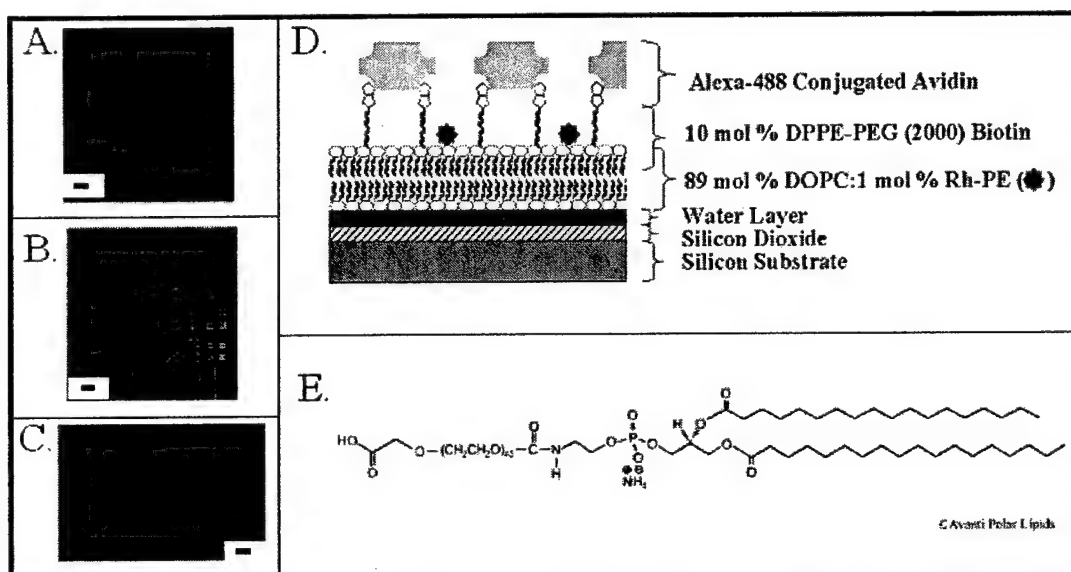 A.
B.
C.
D.
Alexa-488 Conjugated Avidin
10 mol % DPPE-PEG (2000) Biotin
89 mol % DOPC:1 mol % Rh-PE ( )
Water Layer
Silicon Dioxide
Silicon Substrate
E.
HO
O
O
(CH₂CH₂O)₄₅
C
O
N
H
O
O
P
O
O
NH₄
H
O
O
O
O
© Avanti Polar Lipids